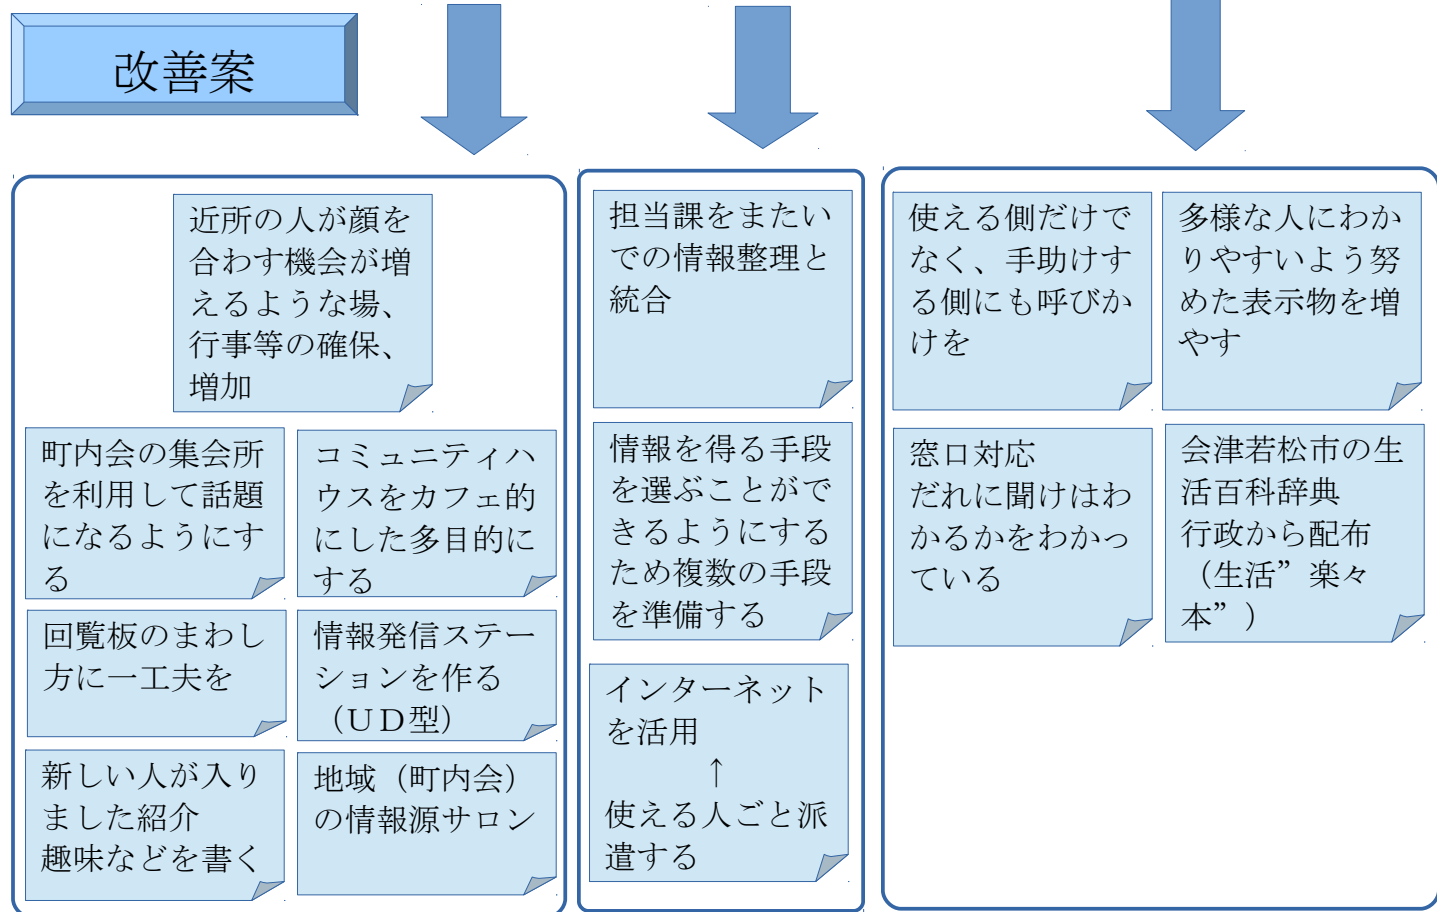 改善案
近所の人が顔を
合わす機会が増
えるような場、
行事等の確保、
増加
町内会の集会所
を利用して話題
になるようにす
る
コミュニティハ
ウスをカフェ的
にした多目的に
する
回覧板のまわし
方に一工夫を
情報発信ステー
ションを作る
（ＵＤ型）
新しい人が入り
ました紹介
趣味などを書く
地域（町内会）
の情報源サロン
担当課をまたい
での情報整理と
統合
情報を得る手段
を選ぶことがで
きるようにする
ため複数の手段
を準備する
インターネット
を活用
↑
使える人ごと派
遣する
使える側だけで
なく、手助けす
る側にも呼びか
けを
多様な人にわか
りやすいよう努
めた表示物を増
やす
窓口対応
だれに聞けはわ
かるかをわかっ
ている
会津若松市の生
活百科辞典
行政から配布
（生活”楽々
本”）